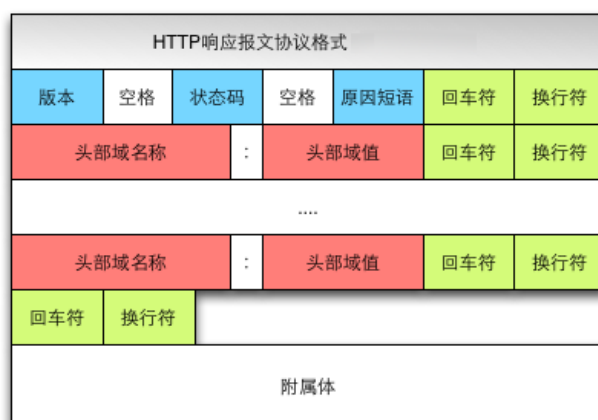 HTTP响应报文协议格式
版本 空格 状态码 空格 原因短语 回车符 换行符
头部域名称 : 头部域值 回车符 换行符
....
头部域名称 : 头部域值 回车符 换行符
回车符 换行符
附属体